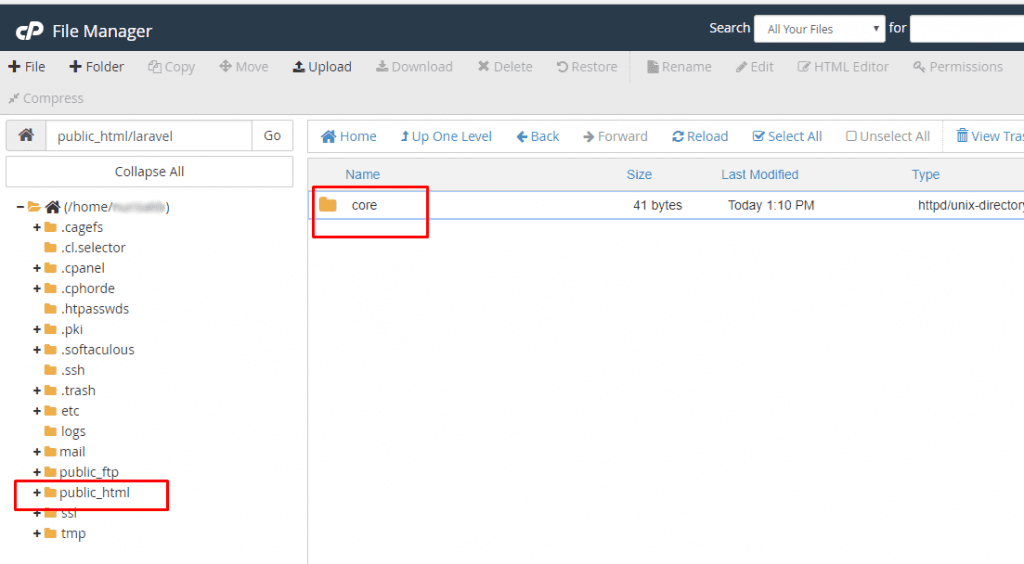 cP File Manager Search All Your Files for
File Folder Copy Move Upload Download Delete Restore Rename Edit HTML Editor Permissions
Compress
public_html/laravel Go
Collapse All
(/home/ )
.cagefs
.cl.selector
.cpanel
.cphorde
.htpasswds
.pki
.softaculous
.ssh
.trash
etc
logs
mail
public_ftp
public_html
ssl
tmp
Home Up One Level Back Forward Reload Select All Unselect All View Tras
Name Size Last Modified Type
core 41 bytes Today 1:10 PM httpd/unix-directory